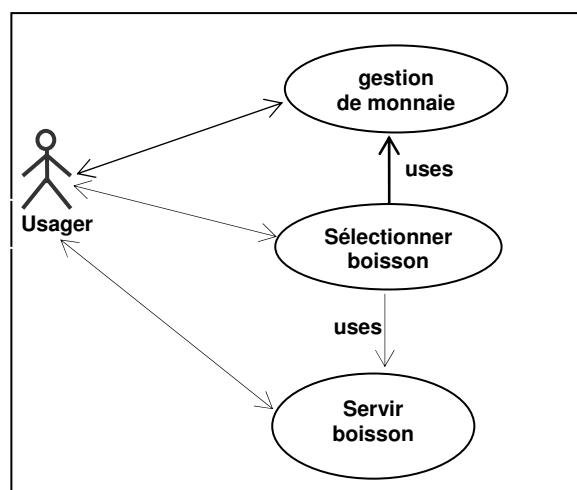 gestion
de monnaie
uses
Usager
Sélectionner
boisson
uses
Servir
boisson